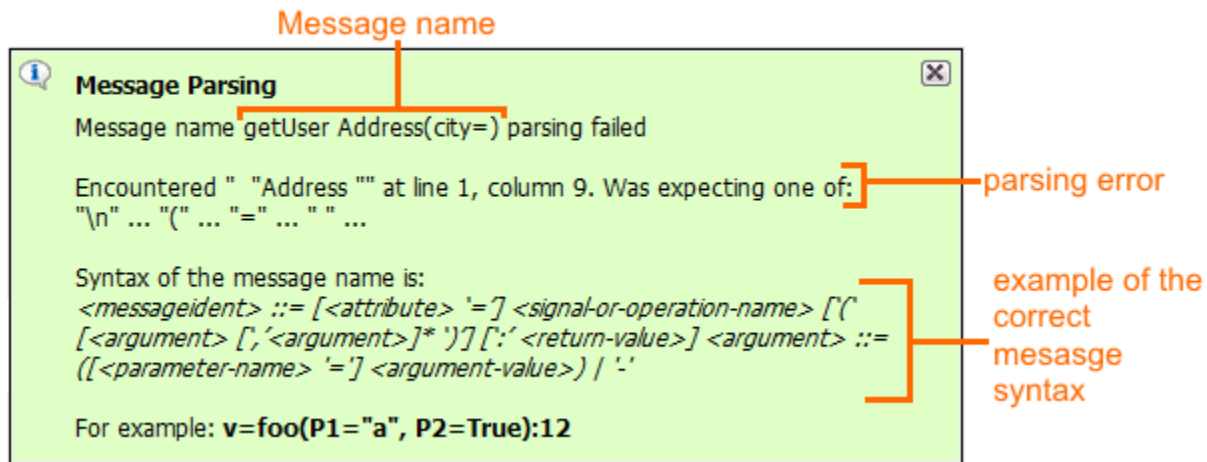 Message name
Message Parsing
Message name getUser Address(city=) parsing failed
Encountered "  "Address "" at line 1, column 9. Was expecting one of:
"\n" ... "(" ... "=" ... " " ...
parsing error
Syntax of the message name is:
<messageident> ::= [<attribute> ‘=’] <signal-or-operation-name> [‘(‘
[<argument> [‘,’<argument>]* ‘)’] [‘:’ <return-value>] <argument> ::=
([<parameter-name> '='] <argument-value>) | '-'
example of the
correct
mesasge
syntax
For example: v=foo(P1="a", P2=True):12